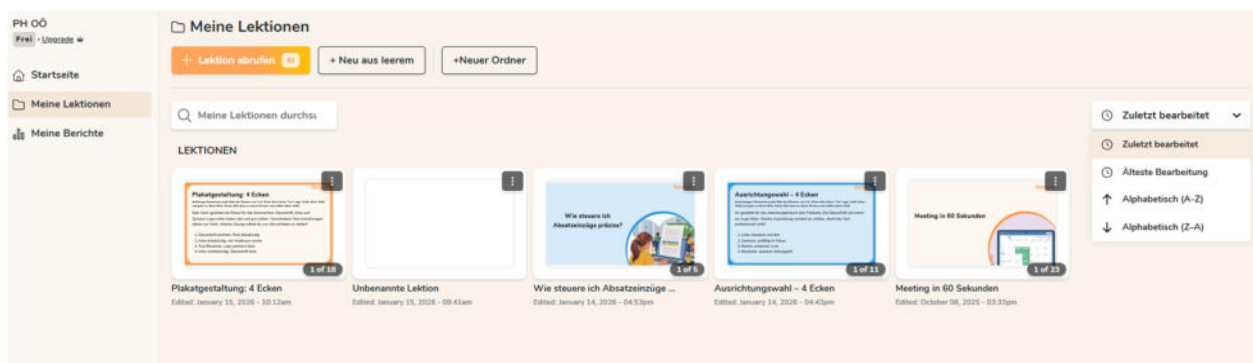 PH OÖ
Frei · Upgrade
Startseite
Meine Lektionen
Meine Berichte
Meine Lektionen
+ Lektion abrufen KI
+ Neu aus leerem
+Neuer Ordner
Meine Lektionen durchsu
Zuletzt bearbeitet
Zuletzt bearbeitet
Älteste Bearbeitung
Alphabetisch (A-Z)
Alphabetisch (Z-A)
LEKTIONEN
Plakatgestaltung: 4 Ecken
1 of 18
Plakatgestaltung: 4 Ecken
Edited: January 15, 2026 - 10:12am
Unbenannte Lektion
Edited: January 15, 2026 - 09:41am
Wie steuere ich
Absatzeinzüge präzise?
1 of 5
Wie steuere ich Absatzeinzüge ...
Edited: January 14, 2026 - 04:53pm
Ausrichtungswahl – 4 Ecken
1 of 11
Ausrichtungswahl – 4 Ecken
Edited: January 14, 2026 - 04:43pm
Meeting in 60 Sekunden
1 of 23
Meeting in 60 Sekunden
Edited: October 08, 2025 - 03:33pm